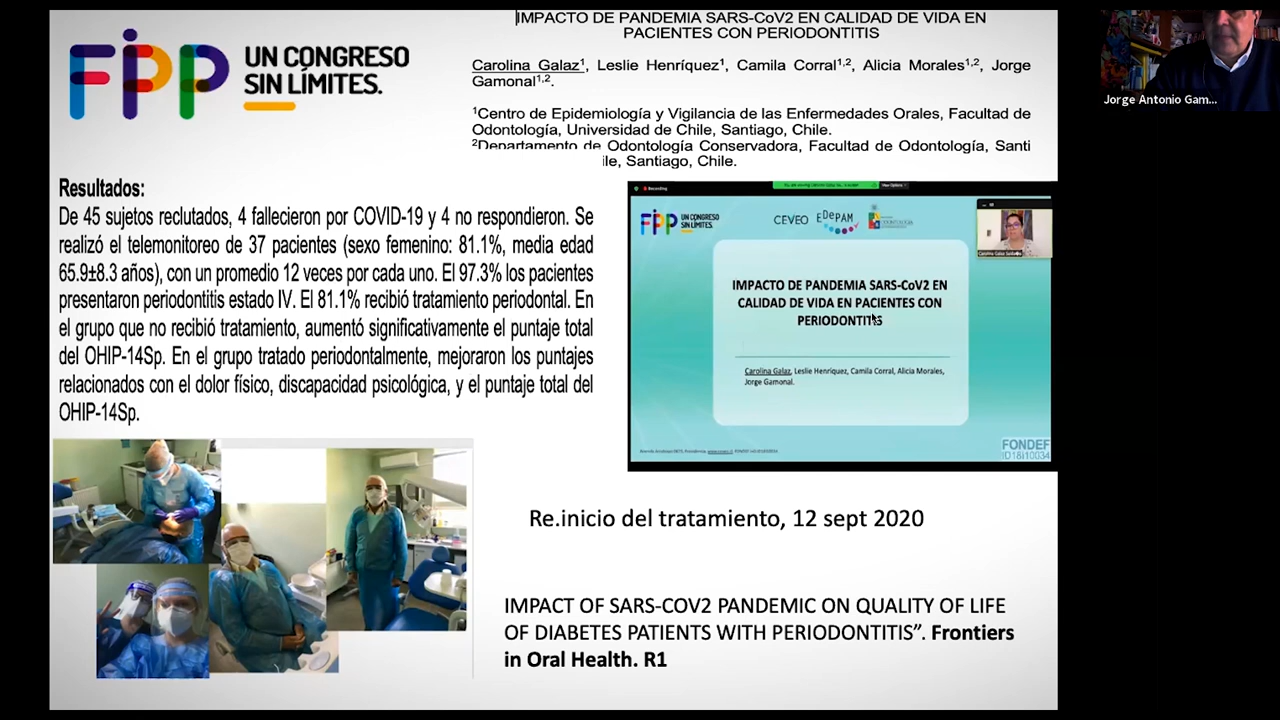 FIPP UN CONGRESO
SIN LÍMITES.
IMPACTO DE PANDEMIA SARS-CoV2 EN CALIDAD DE VIDA EN
PACIENTES CON PERIODONTITIS
Carolina Galaz¹, Leslie Henríquez¹, Camila Corral¹,², Alicia Morales¹,², Jorge
Gamonal¹,².
¹Centro de Epidemiología y Vigilancia de las Enfermedades Orales, Facultad de
Odontología, Universidad de Chile, Santiago, Chile.
²Departamento de Odontología Conservadora, Facultad de Odontología, Santi
ile, Santiago, Chile.
Jorge Antonio Gam...
Resultados:
De 45 sujetos reclutados, 4 fallecieron por COVID-19 y 4 no respondieron. Se
realizó el telemonitoreo de 37 pacientes (sexo femenino: 81.1%, media edad
65.9±8.3 años), con un promedio 12 veces por cada uno. El 97.3% los pacientes
presentaron periodontitis estado IV. El 81.1% recibió tratamiento periodontal. En
el grupo que no recibió tratamiento, aumentó significativamente el puntaje total
del OHIP-14Sp. En el grupo tratado periodontalmente, mejoraron los puntajes
relacionados con el dolor físico, discapacidad psicológica, y el puntaje total del
OHIP-14Sp.
Recording
View Options
FIPP UN CONGRESO
SIN LÍMITES.
CEVEO
EDePAM
ODONTOLOGÍA
IMPACTO DE PANDEMIA SARS-CoV2 EN
CALIDAD DE VIDA EN PACIENTES CON
PERIODONTITIS
Carolina Galaz, Leslie Henríquez, Camila Corral, Alicia Morales,
Jorge Gamonal.
FONDEF
ID18I10034
Re.inicio del tratamiento, 12 sept 2020
IMPACT OF SARS-COV2 PANDEMIC ON QUALITY OF LIFE
OF DIABETES PATIENTS WITH PERIODONTITIS”. Frontiers
in Oral Health. R1